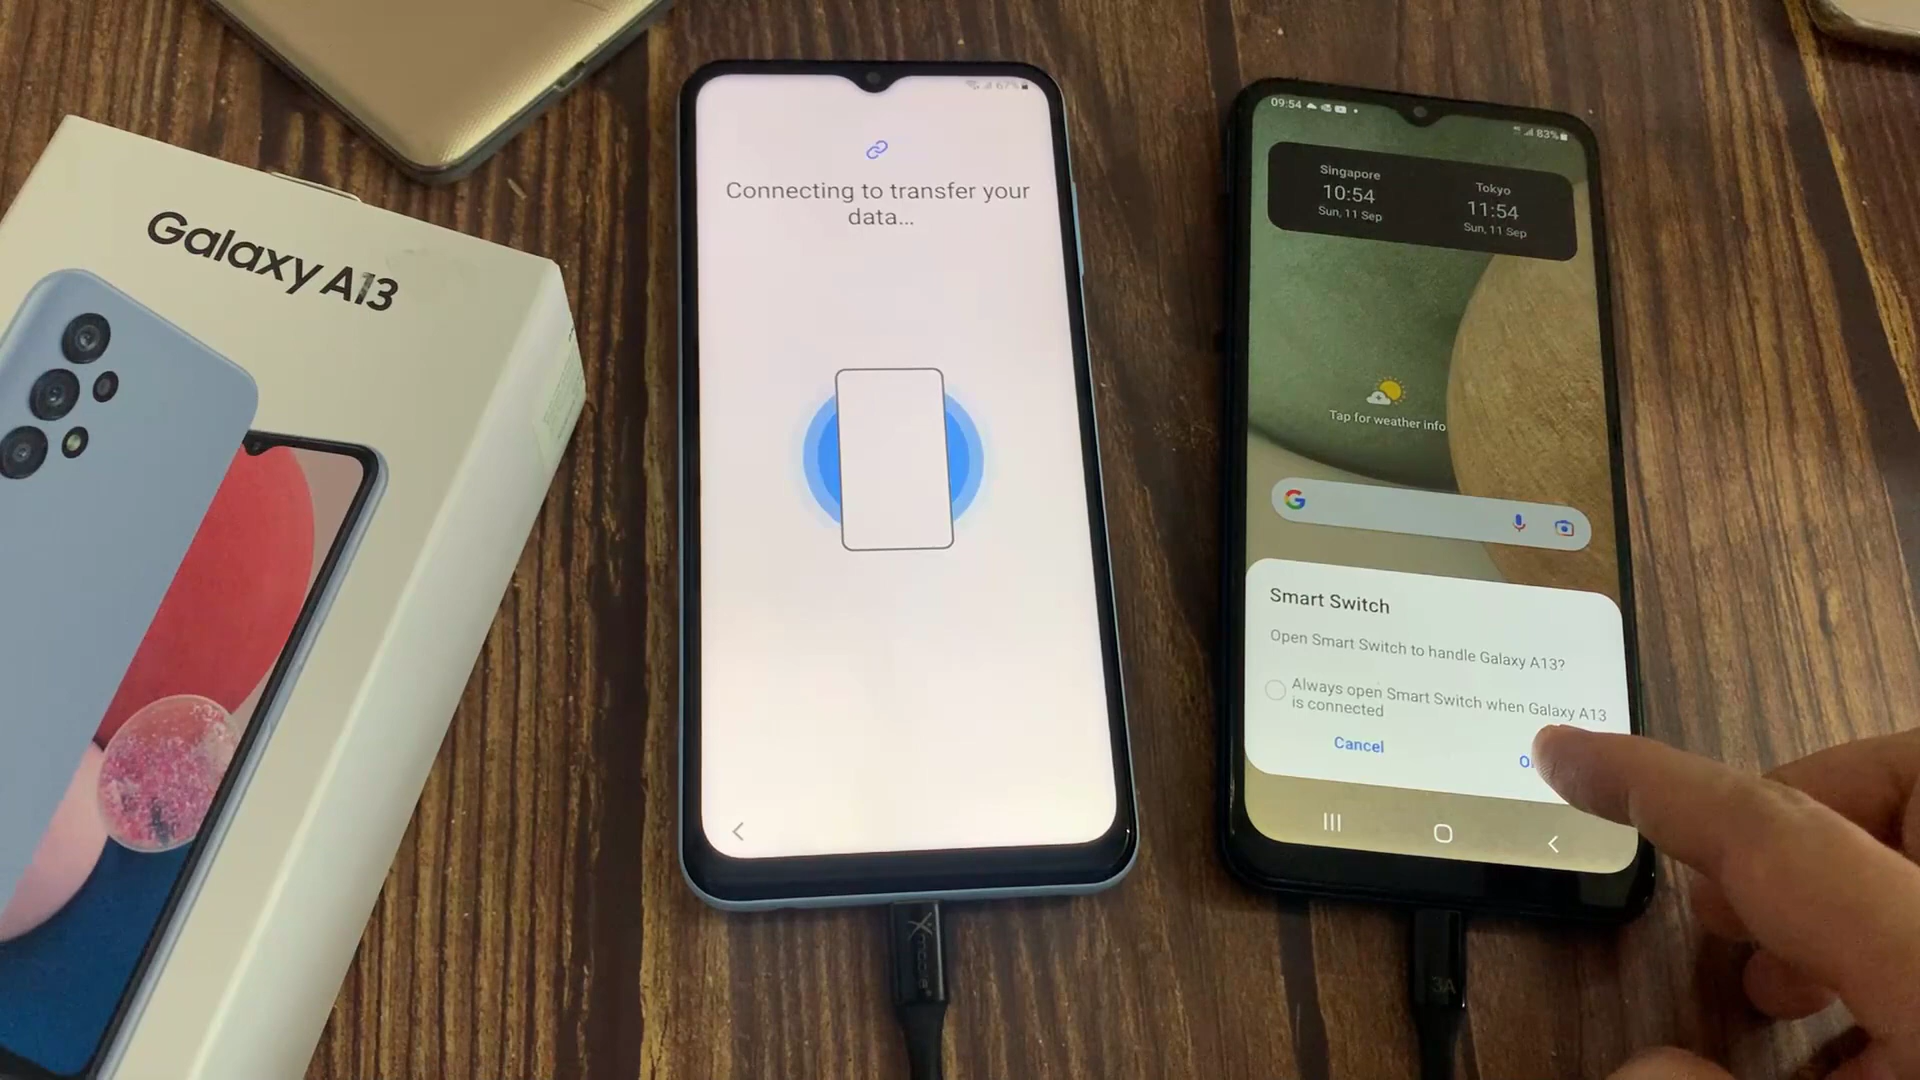 Galaxy A13
67%
Connecting to transfer your
data...
09:54
83%
Singapore
10:54
Sun, 11 Sep
Tokyo
11:54
Sun, 11 Sep
Tap for weather info
Smart Switch
Open Smart Switch to handle Galaxy A13?
Always open Smart Switch when Galaxy A13
is connected
Cancel
3A